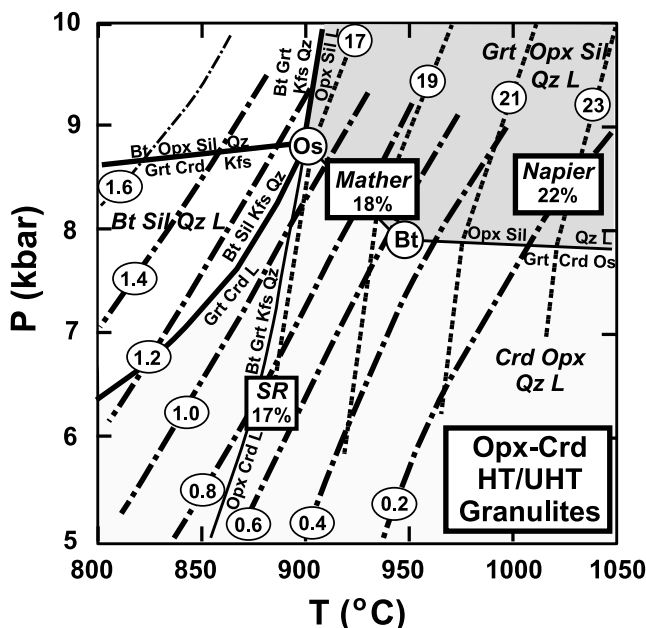 10
9
8
7
6
5
P (kbar)
800
850
900
950
1000
1050
T (°C)
17
19
21
23
Grt Opx Sil
Qz L
Bt Grt
Kfs Qz
Opx Sil L
Bt Opx Sil Qz
Grt Crd Kfs
Os
Mather
18%
Napier
22%
1.6
Bt Sil Qz L
Bt Sil Kfs Qz
Grt Crd L
Bt
Opx Sil Qz L
Grt Crd Os
1.4
1.2
1.0
Bt Grt Kfs Qz
Opx Crd L
SR
17%
Crd Opx
Qz L
Opx-Crd
HT/UHT
Granulites
0.8
0.6
0.4
0.2